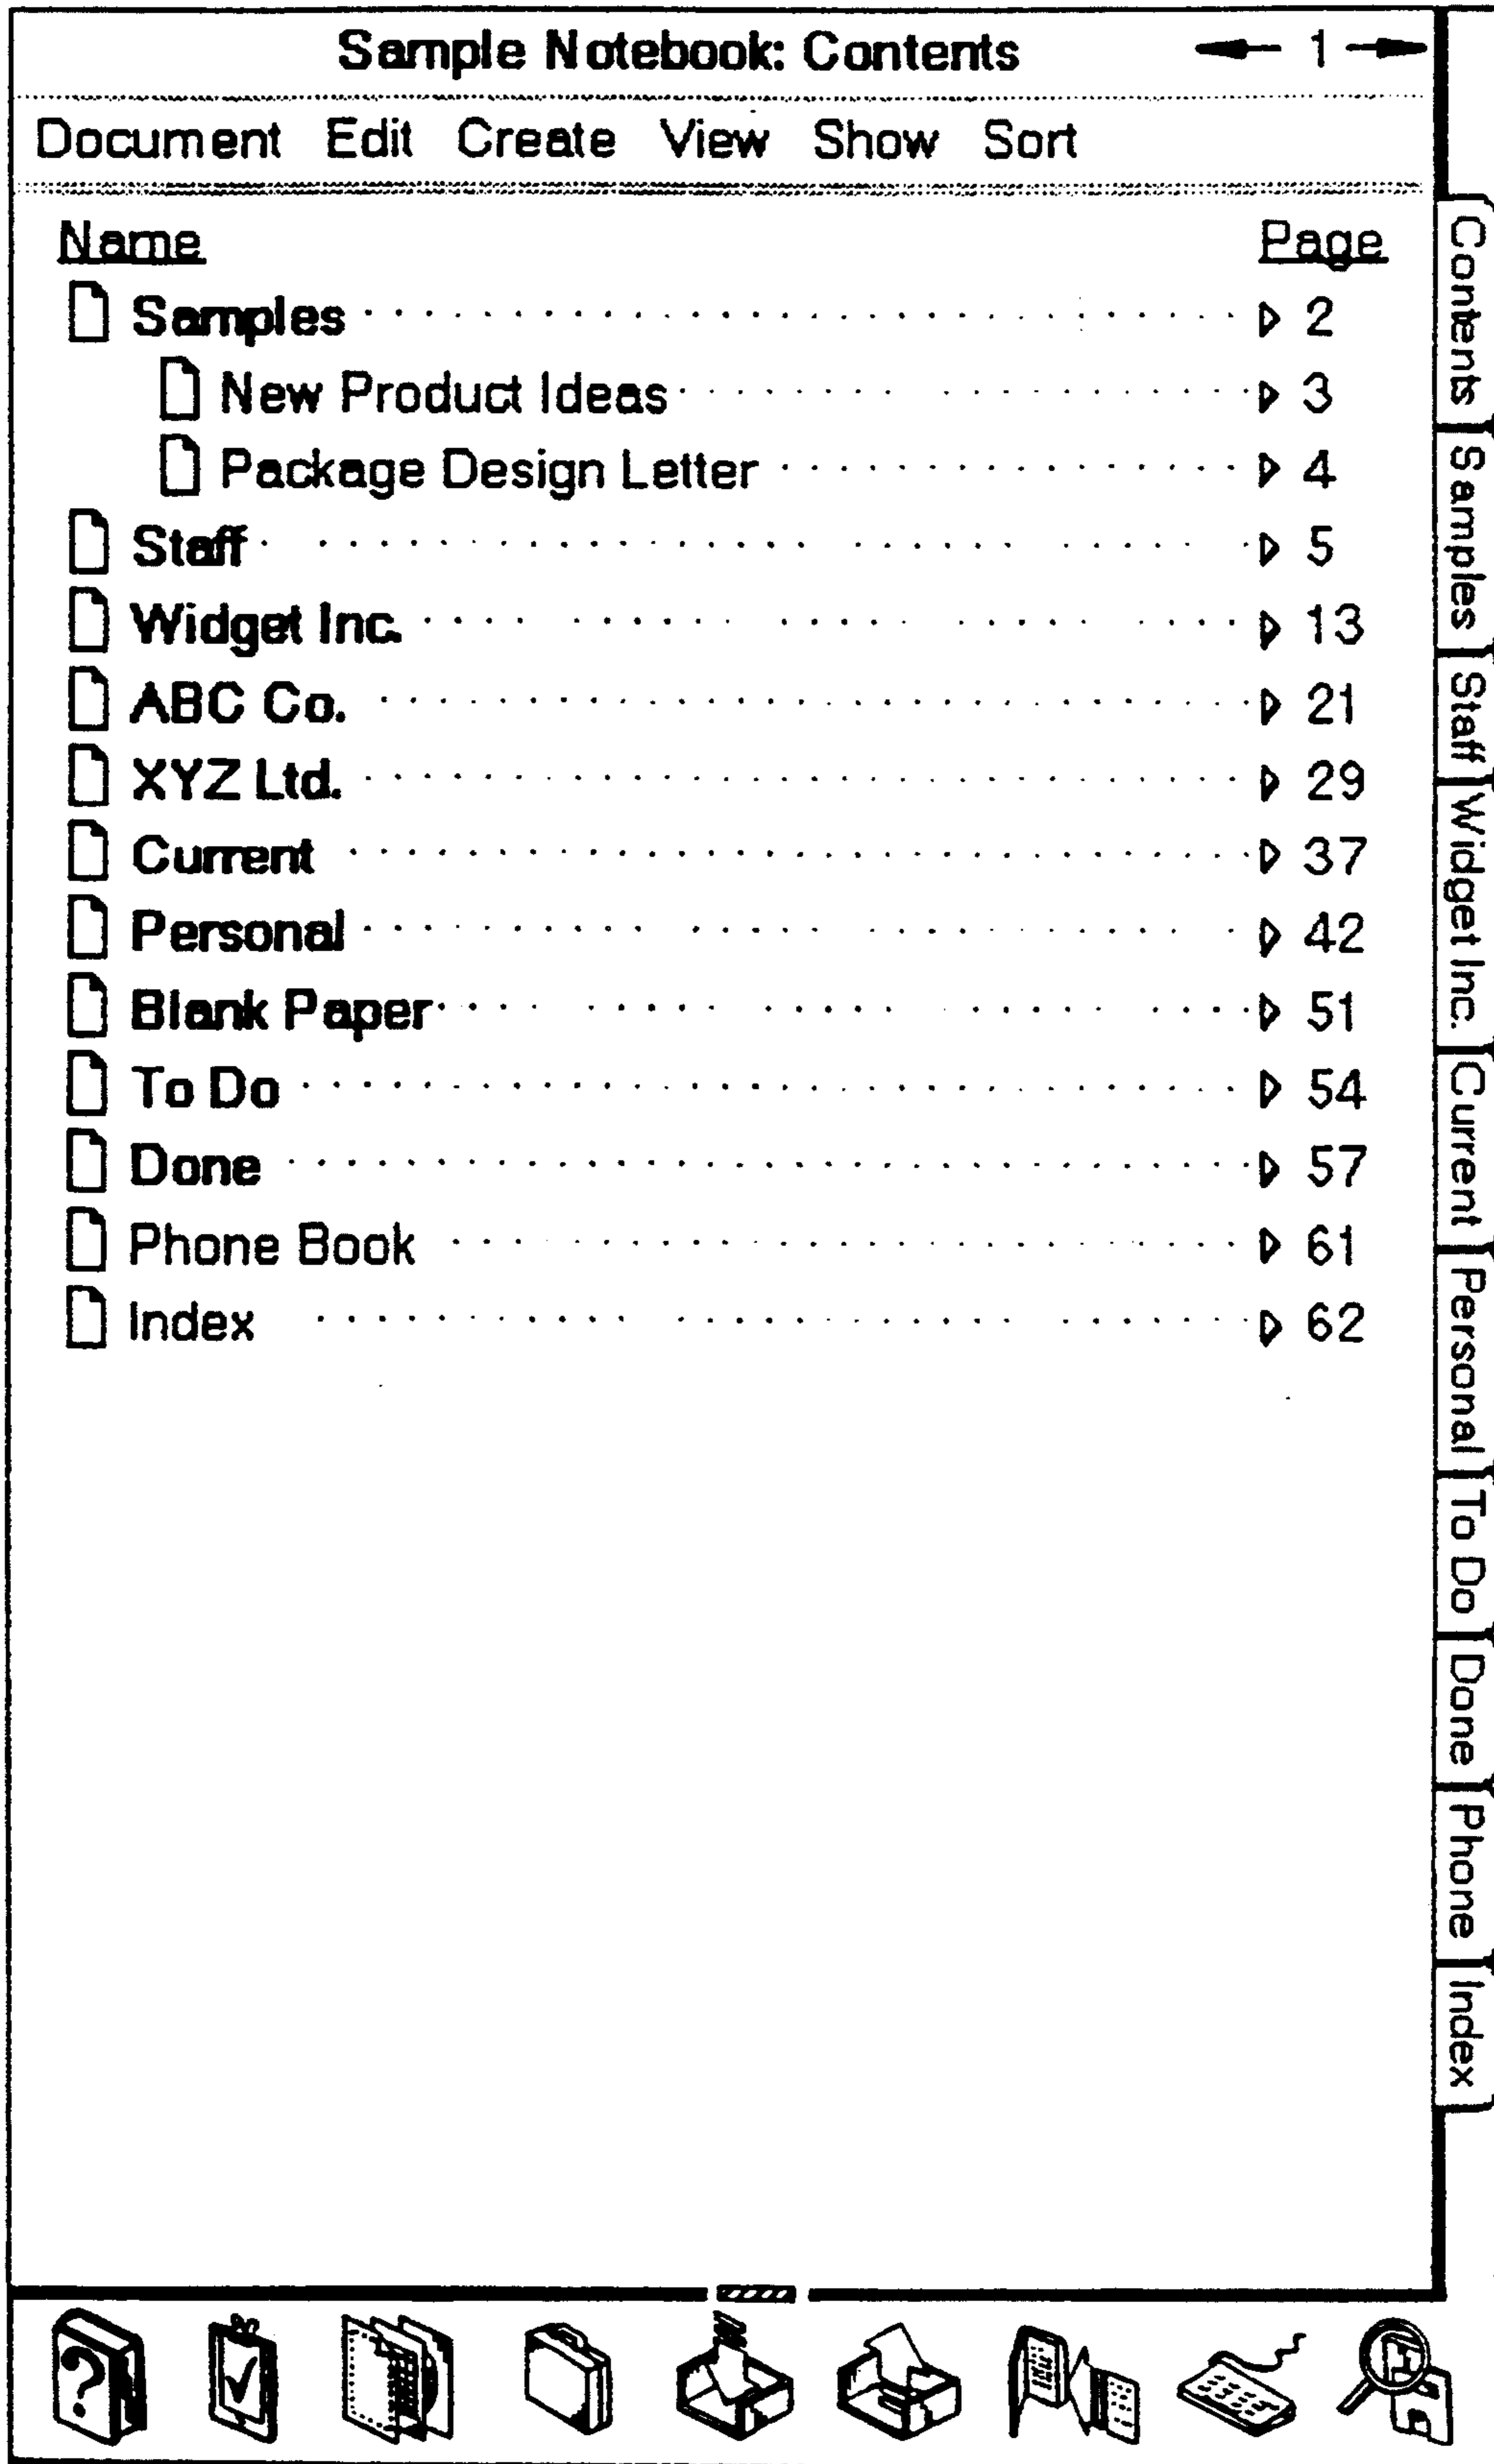 Sample Notebook: Contents 1
Document Edit Create View Show Sort
Name Page
Samples 2
New Product Ideas 3
Package Design Letter 4
Staff 5
Widget Inc. 13
ABC Co. 21
XYZ Ltd. 29
Current 37
Personal 42
Blank Paper 51
To Do 54
Done 57
Phone Book 61
Index 62
Contents
Samples
Staff
Widget Inc.
Current
Personal
To Do
Done
Phone
Index
?